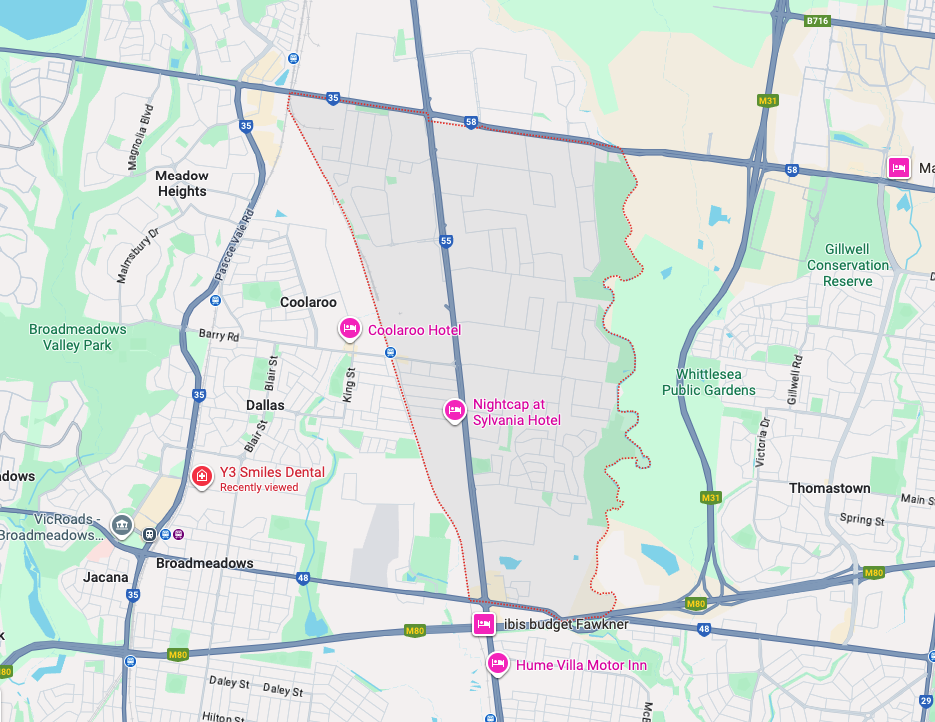 B716
35
M31
58
35
58
Magnolia Blvd
Ma
Meadow
Heights
Pascoe Vale Rd
Malmsbury Dr
55
Gillwell
Conservation
Reserve
Coolaroo
Broadmeadows
Valley Park
Barry Rd
Coolaroo Hotel
Blair St
King St
Gillwell Rd
Whittlesea
Public Gardens
35
Dallas
Nightcap at
Sylvania Hotel
Blair St
Victoria Dr
Y3 Smiles Dental
Recently viewed
dows
Thomastown
M31
Main S
VicRoads -
Broadmeadows...
Spring St
Broadmeadows
Jacana
48
M80
35
M80
ibis budget Fawkner
M80
48
M80
k
80
Hume Villa Motor Inn
Daley St
Daley St
29
Hilton St
McB